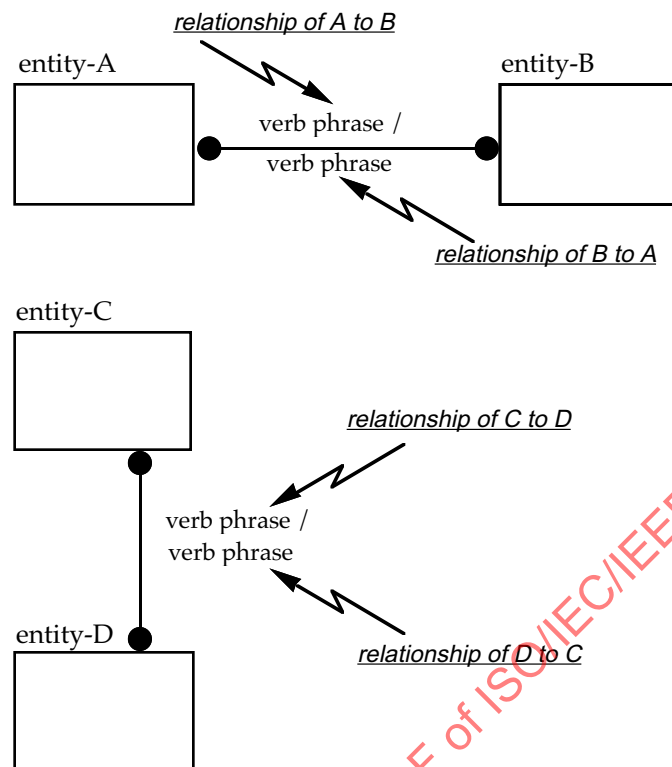 relationship of A to B
entity-A
entity-B
verb phrase /
verb phrase
relationship of B to A
entity-C
relationship of C to D
verb phrase /
verb phrase
entity-D
relationship of D to C
of ISO/IEC/IEEE